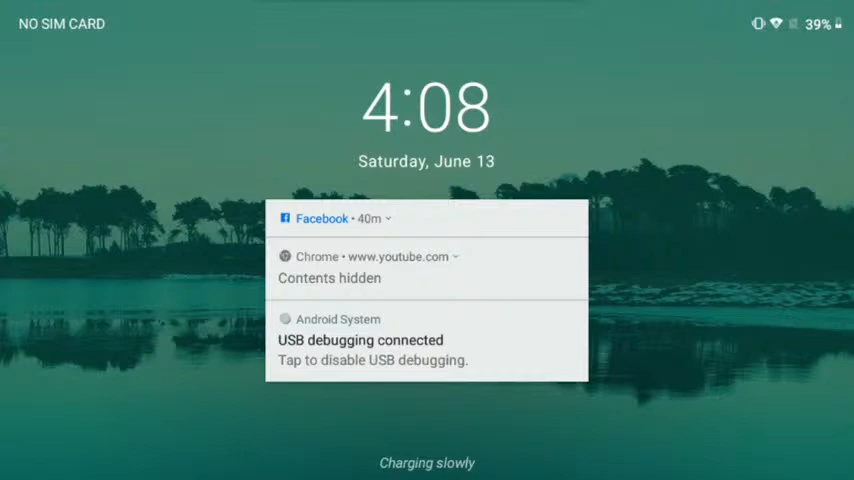 NO SIM CARD
39%
4:08
Saturday, June 13
Facebook • 40m
Chrome • www.youtube.com
Contents hidden
Android System
USB debugging connected
Tap to disable USB debugging.
Charging slowly